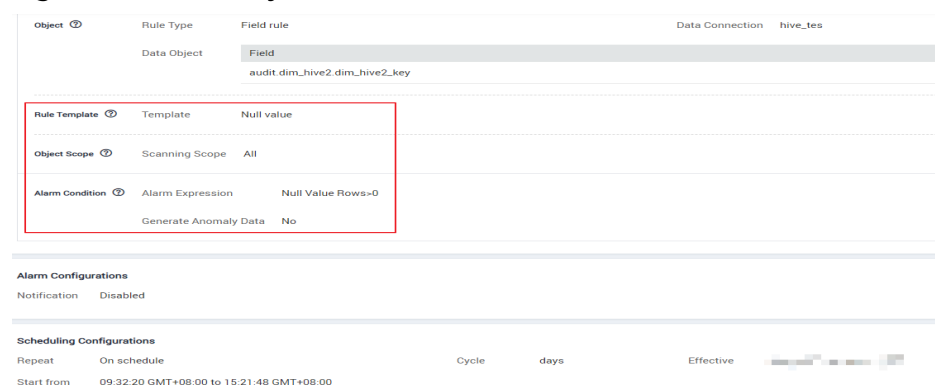 Object ? Rule Type Field rule Data Connection hive_tes
Data Object Field
audit.dim_hive2.dim_hive2_key
Rule Template ? Template Null value
Object Scope ? Scanning Scope All
Alarm Condition ? Alarm Expression Null Value Rows>0
Generate Anomaly Data No
Alarm Configurations
Notification Disabled
Scheduling Configurations
Repeat On schedule Cycle days Effective
Start from 09:32:20 GMT+08:00 to 15:21:48 GMT+08:00